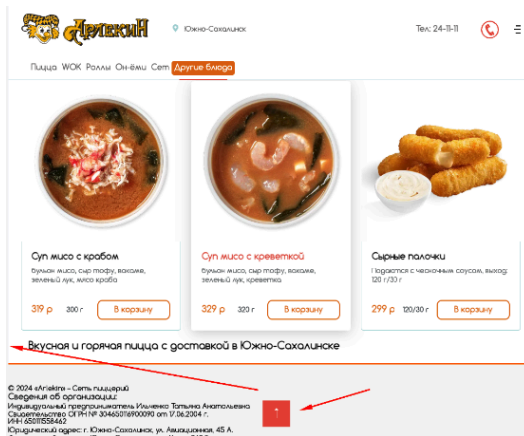 Арлекин
Южно-Сахалинск
Тел: 24-11-11
Пицца WOK Роллы Он-ёми Сет Другие блюда
Суп мисо с крабом
бульон мисо, сыр тофу, вакаме,
зеленый лук, мясо краба
319 р 300 г В корзину
Суп мисо с креветкой
бульон мисо, сыр тофу, вакаме,
зеленый лук, креветка
329 р 320 г В корзину
Сырные палочки
Подаются с чесночным соусом, выход:
120 г/30 г
299 р 120/30 г В корзину
Вкусная и горячая пицца с доставкой в Южно-Сахалинске
© 2024 «Arlekin» – Сеть пиццерий
Сведения об организации:
Индивидуальный предприниматель Ильченко Татьяна Анатольевна
Свидетельство ОГРН № 304650116900090 от 17.06.2004 г.
ИНН 650111558462
Юридический адрес: г. Южно-Сахалинск, ул. Авиационная, 45 А.